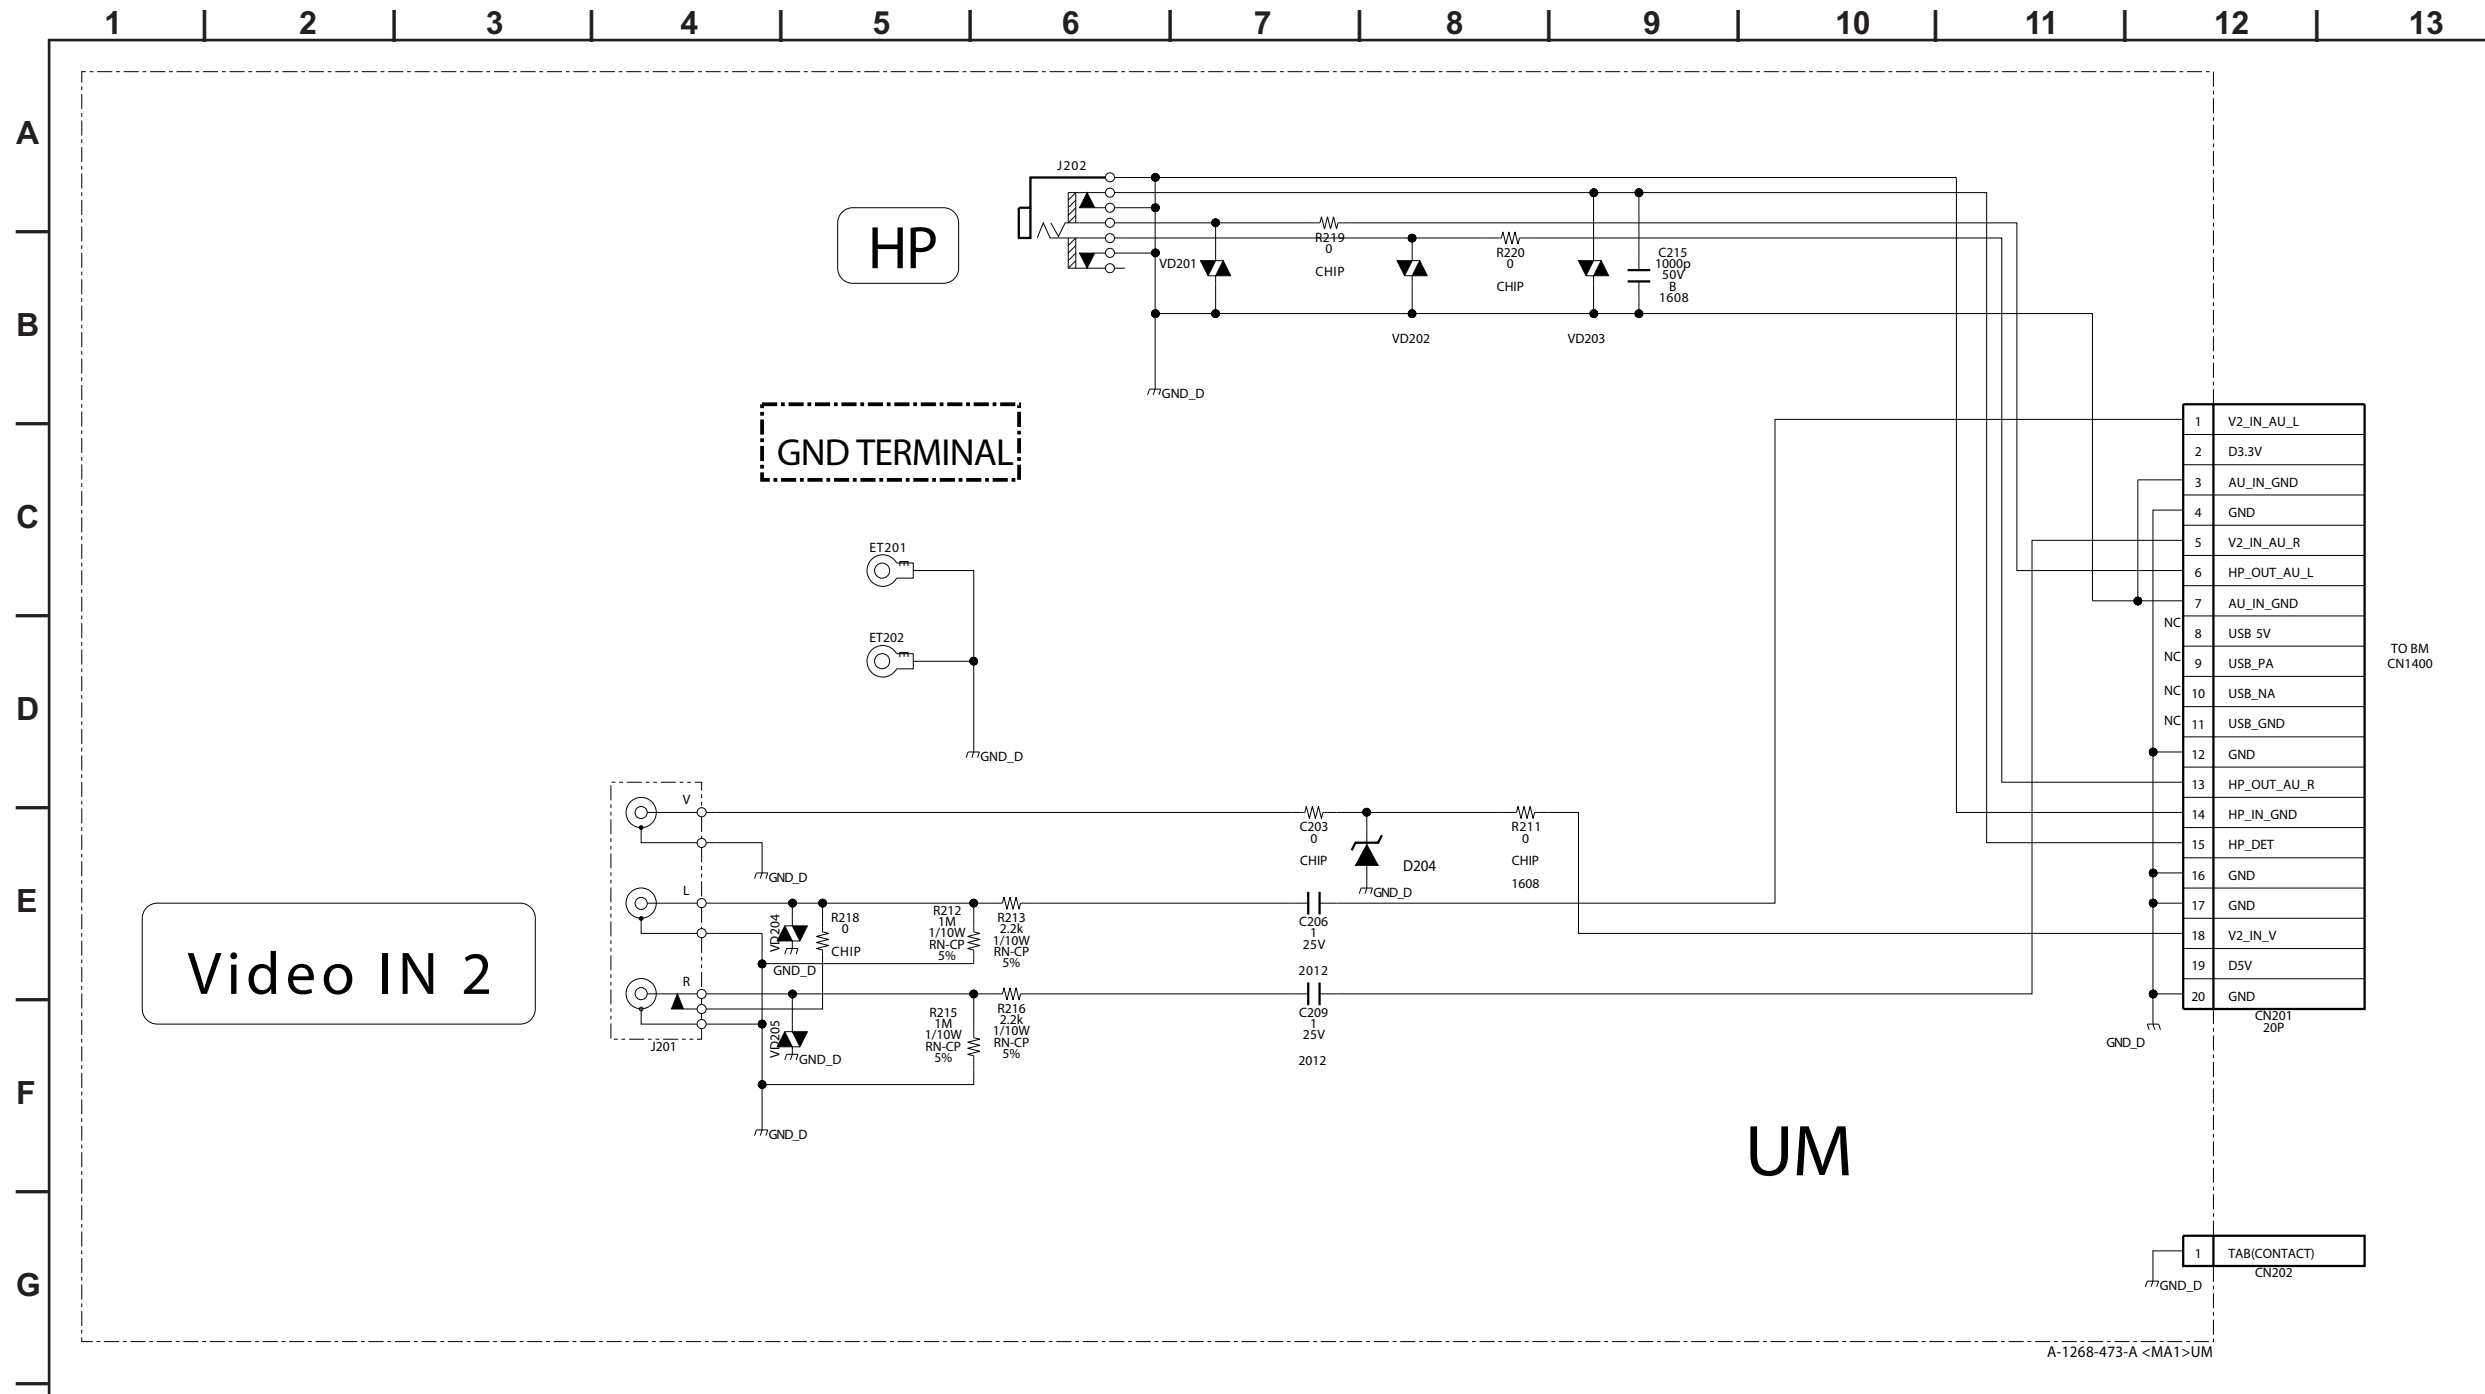 1 2 3 4 5 6 7 8 9 10 11 12 13
A
B
C
D
E
F
G
J202
HP
R219
0
CHIP
R220
0
CHIP
C215
1000p
50V
B
1608
VD201
VD202
VD203
GND_D
GND TERMINAL
ET201
ET202
GND_D
1 V2_IN_AU_L
2 D3.3V
3 AU_IN_GND
4 GND
5 V2_IN_AU_R
6 HP_OUT_AU_L
7 AU_IN_GND
NC 8 USB 5V
NC 9 USB_PA
NC 10 USB_NA
NC 11 USB_GND
12 GND
13 HP_OUT_AU_R
14 HP_IN_GND
15 HP_DET
16 GND
17 GND
18 V2_IN_V
19 D5V
20 GND
CN201
20P
GND_D
TO BM
CN1400
Video IN 2
V
L
R
J201
GND_D
C203
0
CHIP
D204
GND_D
R211
0
CHIP
1608
VD204
GND_D
R218
0
CHIP
R212
1M
1/10W
RN-CP
5%
R213
2.2k
1/10W
RN-CP
5%
C206
1
25V
2012
VD205
GND_D
R215
1M
1/10W
RN-CP
5%
R216
2.2k
1/10W
RN-CP
5%
C209
1
25V
2012
GND_D
UM
1 TAB(CONTACT)
CN202
GND_D
A-1268-473-A <MA1>UM